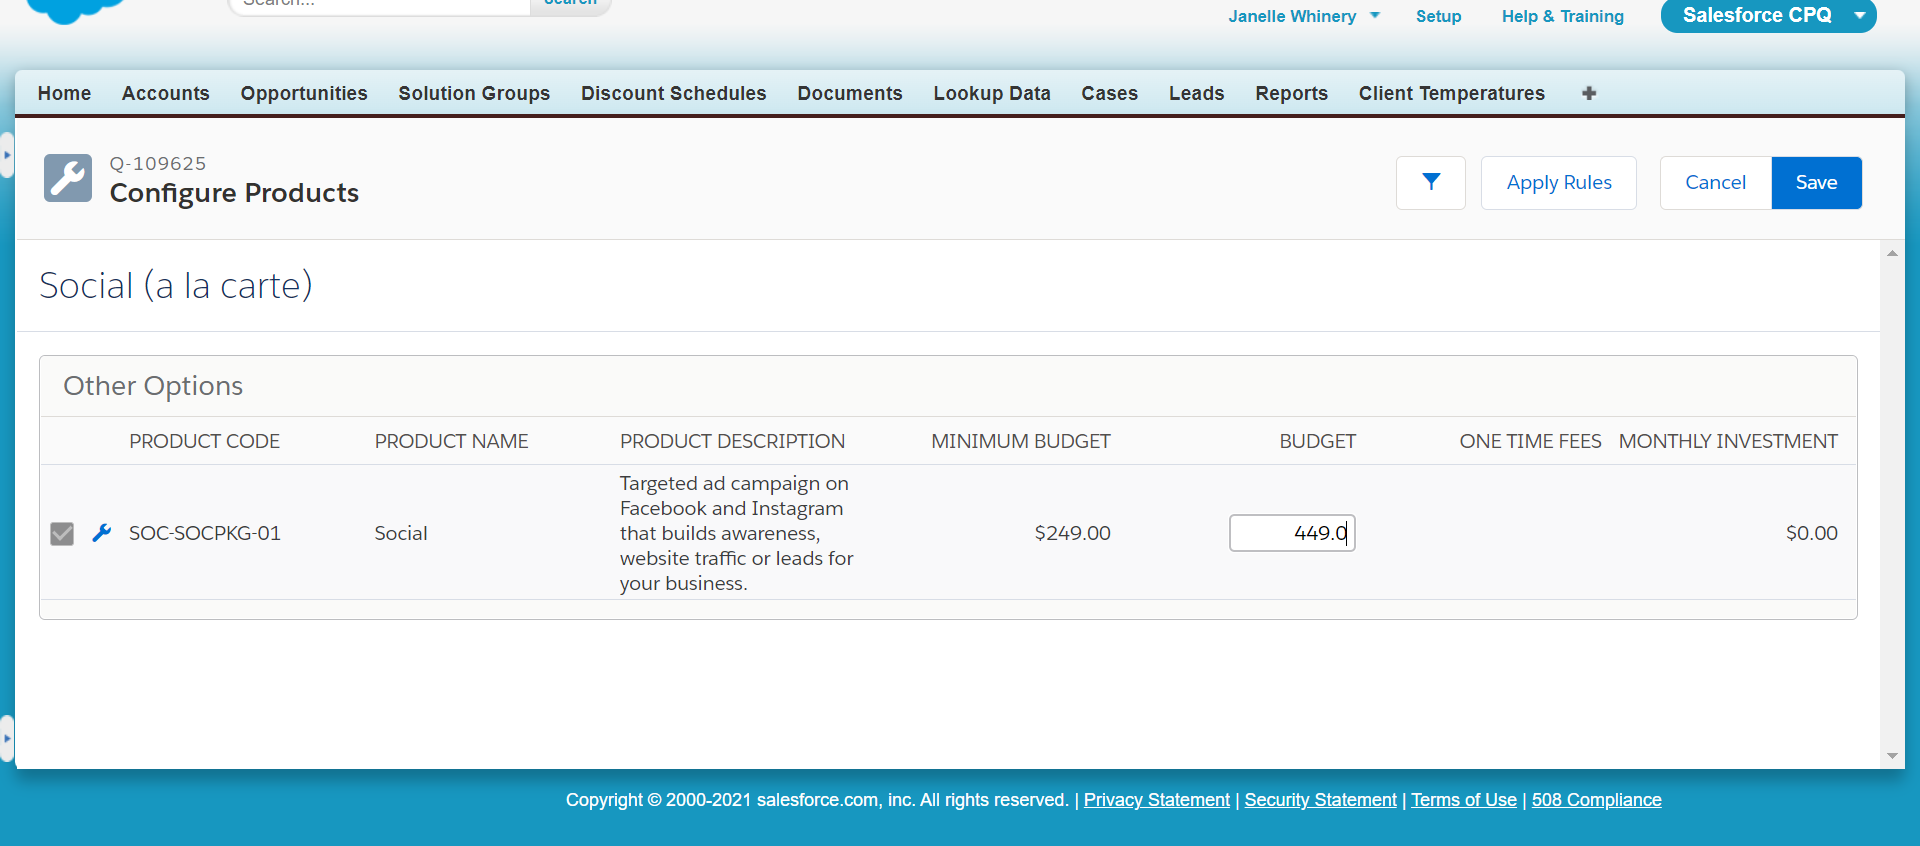 Search... Search
Janelle Whinery Setup Help & Training Salesforce CPQ
Home Accounts Opportunities Solution Groups Discount Schedules Documents Lookup Data Cases Leads Reports Client Temperatures +
Q-109625
Configure Products
Apply Rules Cancel Save
Social (a la carte)
Other Options
PRODUCT CODE PRODUCT NAME PRODUCT DESCRIPTION MINIMUM BUDGET BUDGET ONE TIME FEES MONTHLY INVESTMENT
Targeted ad campaign on
Facebook and Instagram
SOC-SOCPKG-01 Social that builds awareness, $249.00 449.0 $0.00
website traffic or leads for
your business.
Copyright © 2000-2021 salesforce.com, inc. All rights reserved. | Privacy Statement | Security Statement | Terms of Use | 508 Compliance